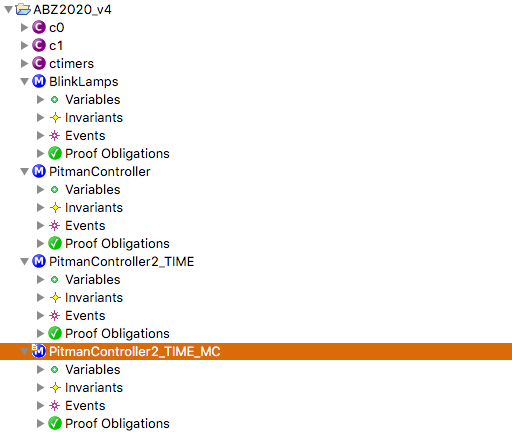 ABZ2020_v4
C c0
C c1
C ctimers
M BlinkLamps
Variables
Invariants
Events
Proof Obligations
M PitmanController
Variables
Invariants
Events
Proof Obligations
M PitmanController2_TIME
Variables
Invariants
Events
Proof Obligations
M PitmanController2_TIME_MC
Variables
Invariants
Events
Proof Obligations